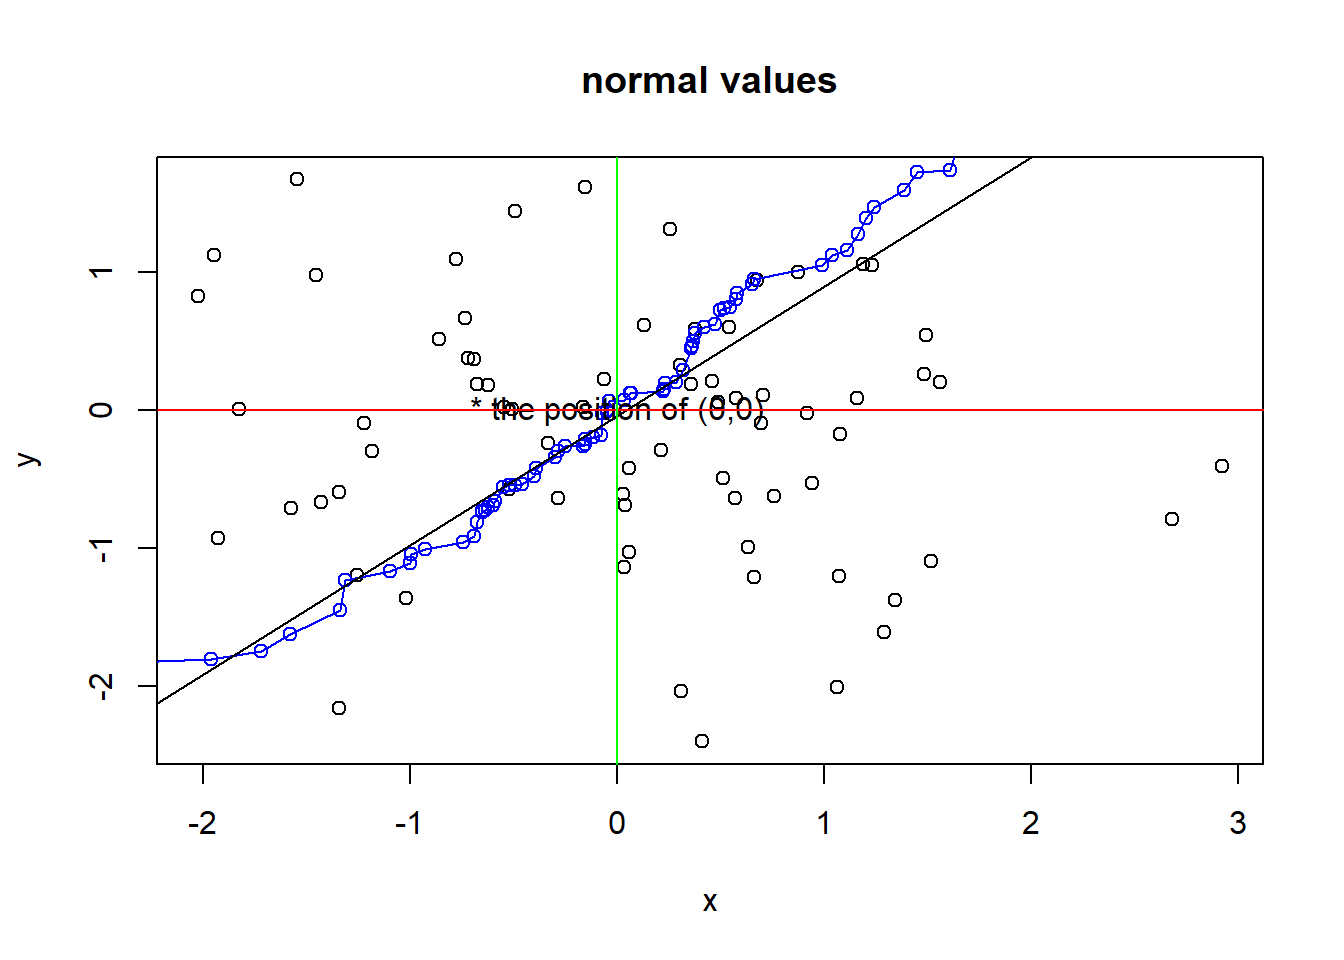 normal values
y
1
0
-1
-2
* the position of (0,0)
-2 -1 0 1 2 3
x